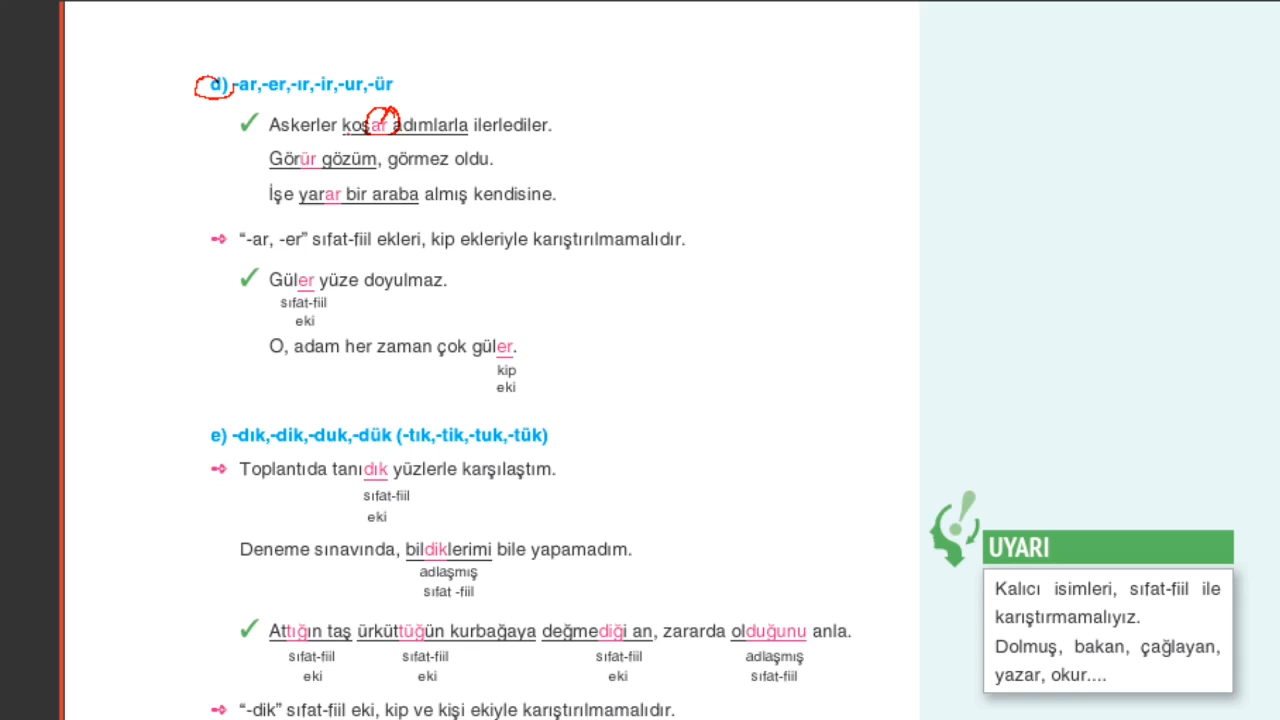 d) -ar,-er,-ır,-ir,-ur,-ür
✓ Askerler koşar adımlarla ilerlediler.
Görür gözüm, görmez oldu.
İşe yarar bir araba almış kendisine.
“-ar, -er” sıfat-fiil ekleri, kip ekleriyle karıştırılmamalıdır.
✓ Güler yüze doyulmaz.
sıfat-fiil
eki
O, adam her zaman çok güler.
kip
eki
e) -dık,-dik,-duk,-dük (-tık,-tik,-tuk,-tük)
Toplantıda tanıdık yüzlerle karşılaştım.
sıfat-fiil
eki
Deneme sınavında, bildiklerimi bile yapamadım.
adlaşmış
sıfat -fiil
✓ Attığın taş ürküttüğün kurbağaya değmediği an, zararda olduğunu anla.
sıfat-fiil sıfat-fiil sıfat-fiil adlaşmış
eki eki eki sıfat-fiil
“-dik” sıfat-fiil eki, kip ve kişi ekiyle karıştırılmamalıdır.
UYARI
Kalıcı isimleri, sıfat-fiil ile
karıştırmamalıyız.
Dolmuş, bakan, çağlayan,
yazar, okur....